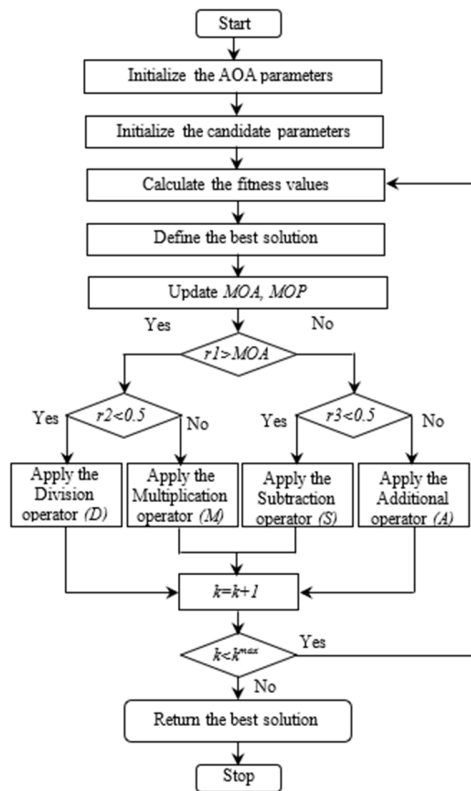 Start
Initialize the AOA parameters
Initialize the candidate parameters
Calculate the fitness values
Define the best solution
Update MOA, MOP
Yes
No
r1>MOA
Yes
r2<0.5
No
Yes
r3<0.5
No
Apply the
Division
operator (D)
Apply the
Multiplication
operator (M)
Apply the
Subtraction
operator (S)
Apply the
Additional
operator (A)
k=k+1
k<k^max
Yes
No
Return the best solution
Stop